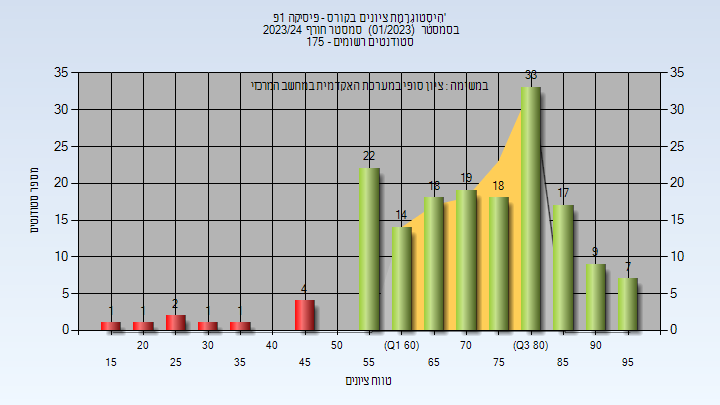 היסטוגרמת ציונים בקורס - פיסיקה 1פ'
בסמסטר (01/2023) סמסטר חורף 2023/24
סטודנטים רשומים - 175
במשימה : ציון סופי במערכת האקדמית במחשב המרכזי
מספר סטודנטים
35 30 25 20 15 10 5 0
35 30 25 20 15 10 5 0
1 1 2 1 1 4 22 14 18 19 18 33 17 9 7
20 30 40 50 (Q1 60) 70 (Q3 80) 90
15 25 35 45 55 65 75 85 95
טווח ציונים